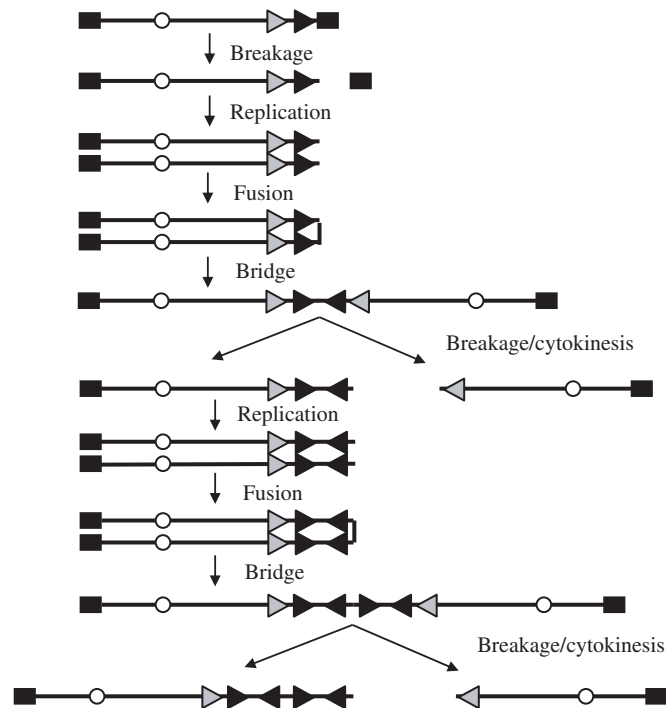 Breakage
Replication
Fusion
Bridge
Breakage/cytokinesis
Replication
Fusion
Bridge
Breakage/cytokinesis